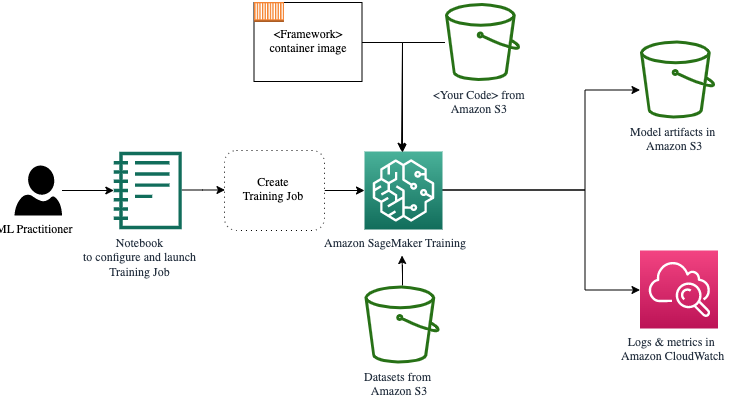 <Framework>
container image
<Your Code> from
Amazon S3
Model artifacts in
Amazon S3
Create
Training Job
ML Practitioner
Notebook
to configure and launch
Training Job
Amazon SageMaker Training
Logs & metrics in
Amazon CloudWatch
Datasets from
Amazon S3